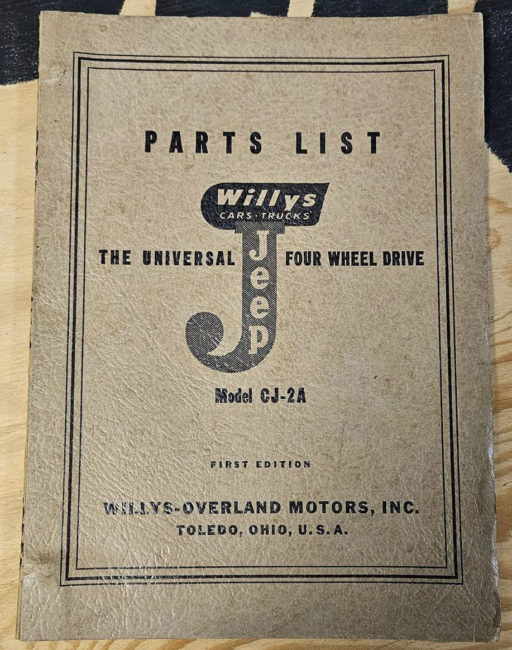 PARTS LIST
Willys
CARS·TRUCKS
THE UNIVERSAL Jeep FOUR WHEEL DRIVE
Model CJ-2A
FIRST EDITION
WILLYS-OVERLAND MOTORS, INC.
TOLEDO, OHIO, U.S.A.